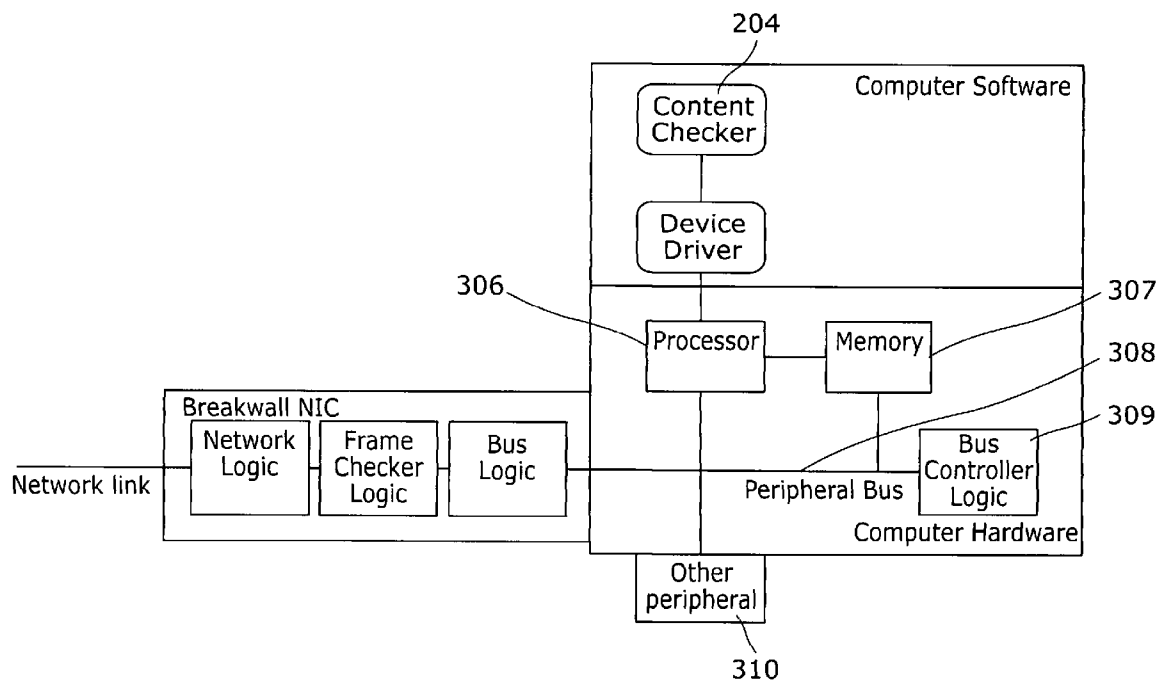 204
Computer Software
Content
Checker
Device
Driver
306
307
Processor
Memory
308
309
Breakwall NIC
Network
Logic
Frame
Checker
Logic
Bus
Logic
Bus
Controller
Logic
Network link
Peripheral Bus
Computer Hardware
Other
peripheral
310